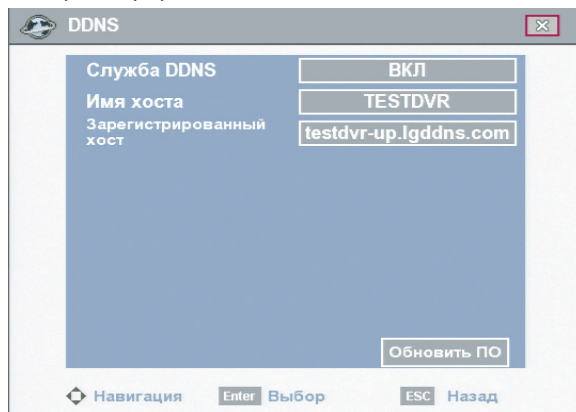 DDNS
Служба DDNS ВКЛ
Имя хоста TESTDVR
Зарегистрированный
хост testdvr-up.lgddns.com
Обновить ПО
Навигация Enter Выбор ESC Назад